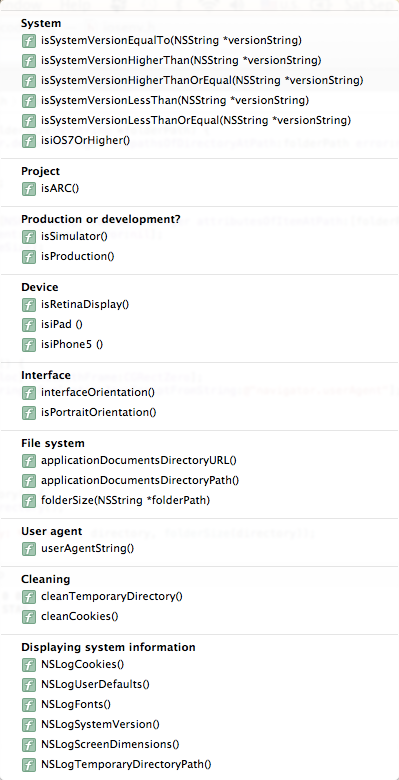 System
isSystemVersionEqualTo(NSString *versionString)
isSystemVersionHigherThan(NSString *versionString)
isSystemVersionHigherThanOrEqual(NSString *versionString)
isSystemVersionLessThan(NSString *versionString)
isSystemVersionLessThanOrEqual(NSString *versionString)
isiOS7OrHigher()
Project
isARC()
Production or development?
isSimulator()
isProduction()
Device
isRetinaDisplay()
isiPad ()
isiPhone5 ()
Interface
interfaceOrientation()
isPortraitOrientation()
File system
applicationDocumentsDirectoryURL()
applicationDocumentsDirectoryPath()
folderSize(NSString *folderPath)
User agent
userAgentString()
Cleaning
cleanTemporaryDirectory()
cleanCookies()
Displaying system information
NSLogCookies()
NSLogUserDefaults()
NSLogFonts()
NSLogSystemVersion()
NSLogScreenDimensions()
NSLogTemporaryDirectoryPath()